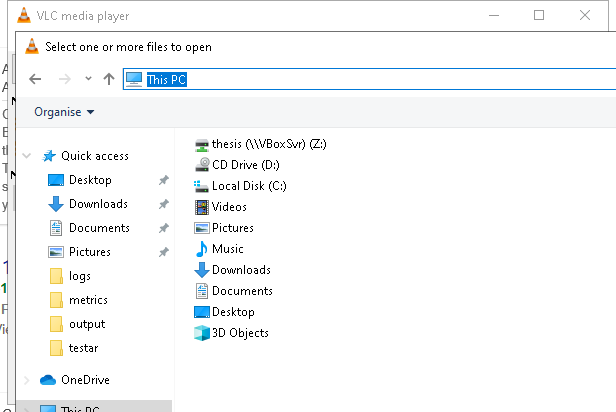 VLC media player
Select one or more files to open
This PC
Organise
thesis (\\VBoxSvr) (Z:)
CD Drive (D:)
Local Disk (C:)
Videos
Pictures
Music
Downloads
Documents
Desktop
3D Objects
Quick access
Desktop
Downloads
Documents
Pictures
logs
metrics
output
testar
OneDrive
This PC